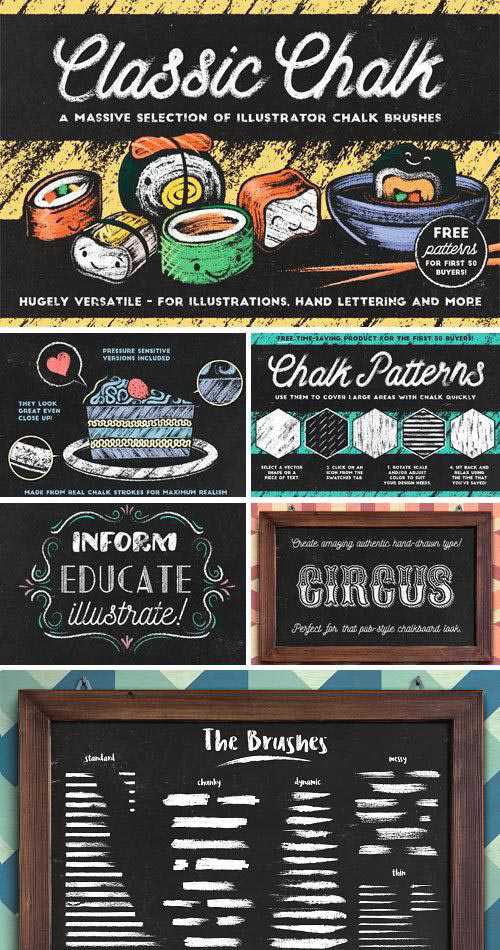 Classic Chalk
A MASSIVE SELECTION OF ILLUSTRATOR CHALK BRUSHES
FREE
patterns
FOR FIRST 50
BUYERS!
HUGELY VERSATILE - FOR ILLUSTRATIONS, HAND LETTERING AND MORE
PRESSURE SENSITIVE
VERSIONS INCLUDED
THEY LOOK
GREAT EVEN
CLOSE UP!
MADE FROM REAL CHALK STROKES FOR MAXIMUM REALISM
FREE TIME-SAVING PRODUCT FOR THE FIRST 50 BUYERS!
Chalk Patterns
USE THEM TO COVER LARGE AREAS WITH CHALK QUICKLY
SELECT A VECTOR
SHAPE OR A
PIECE OF TEXT
2. CLICK ON AN
ICON FROM THE
SWATCHES TAB
3. ROTATE SCALE
AND/OR ADJUST
COLOR TO SUIT
YOUR DESIGN NEEDS
4. SIT BACK AND
RELAX USING
THE TIME THAT
YOU'VE SAVED!
INFORM
EDUCATE
illustrate!
Create amazing authentic hand-drawn type!
CIRCUS
Perfect for that pub-style chalkboard look.
The Brushes
standard
chunky
dynamic
messy
thin